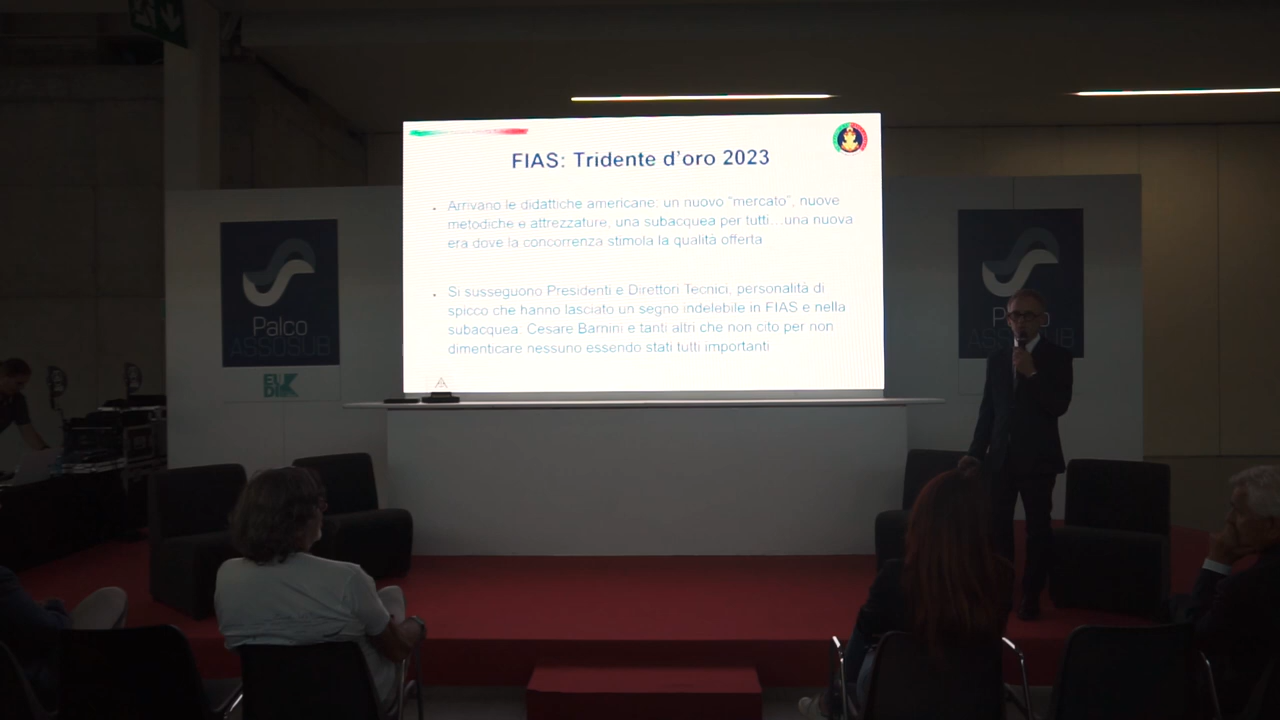 FIAS: Tridente d'oro 2023
Arrivano le didattiche americane: un nuovo “mercato”, nuove
metodiche e attrezzature, una subacquea per tutti…una nuova
era dove la concorrenza stimola la qualità offerta
Si susseguono Presidenti e Direttori Tecnici, personalità di
spicco che hanno lasciato un segno indelebile in FIAS e nella
subacquea: Cesare Barnini e tanti altri che non cito per non
dimenticare nessuno essendo stati tutti importanti
Palco
ASSOSUB
EUDI
Palco
ASSOSUB